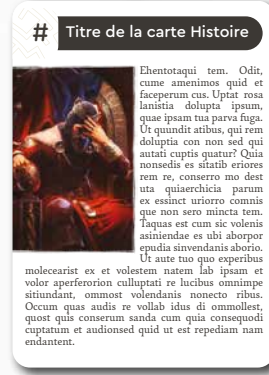 # Titre de la carte Histoire
Ehentotaqui tem. Odit,
cume amenimos quid et
faceperum cus. Uptat rosa
lanistia dolupta ipsum,
quae ipsam tua parva fuga.
Ut quundit atibus, qui rem
doluptia con non sed qui
autati cuptis quatur? Quia
nonsedis es sitatib eriores
rem re, conserro mo dest
uta quiaerchicia parum
ex essinct uriorro comnis
que non sero mincta tem.
Taquas est cum sic volenis
asiniendae es ubi aborpor
epudia sinvendanis aborio.
Ut aute tuo quo experibus
molecearist ex et volestem natem lab ipsam et
volor aperferorion culluptati re lucibus omnimpe
sitiundant, ommost volendanis nonecto ribus.
Occum quas audis re vollab idus di ommollest,
quost quis conserum sanda cum quia consequodi
cuptatum et audionsed quid ut est repediam nam
endantent.